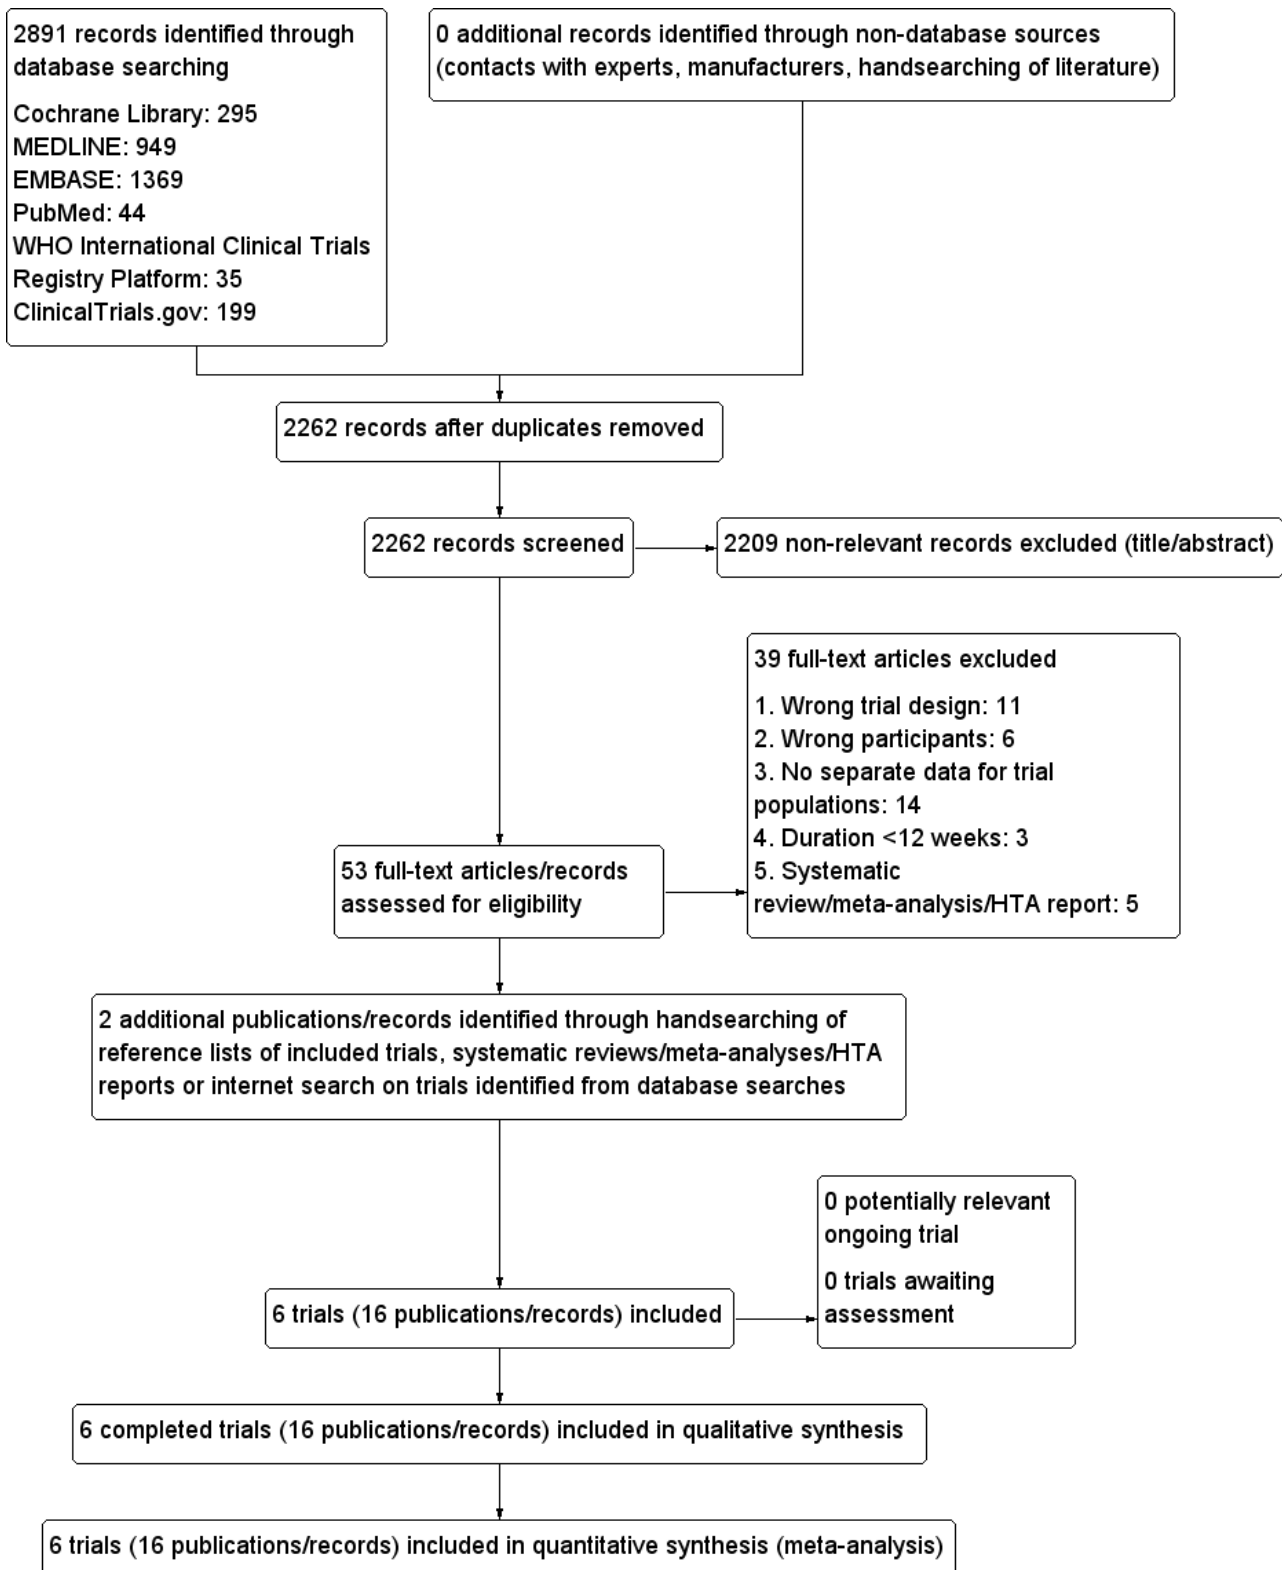 2891 records identified through
database searching
Cochrane Library: 295
MEDLINE: 949
EMBASE: 1369
PubMed: 44
WHO International Clinical Trials
Registry Platform: 35
ClinicalTrials.gov: 199
0 additional records identified through non-database sources
(contacts with experts, manufacturers, handsearching of literature)
2262 records after duplicates removed
2262 records screened
2209 non-relevant records excluded (title/abstract)
39 full-text articles excluded
1. Wrong trial design: 11
2. Wrong participants: 6
3. No separate data for trial
populations: 14
4. Duration <12 weeks: 3
5. Systematic
review/meta-analysis/HTA report: 5
53 full-text articles/records
assessed for eligibility
2 additional publications/records identified through handsearching of
reference lists of included trials, systematic reviews/meta-analyses/HTA
reports or internet search on trials identified from database searches
0 potentially relevant
ongoing trial
0 trials awaiting
assessment
6 trials (16 publications/records) included
6 completed trials (16 publications/records) included in qualitative synthesis
6 trials (16 publications/records) included in quantitative synthesis (meta-analysis)